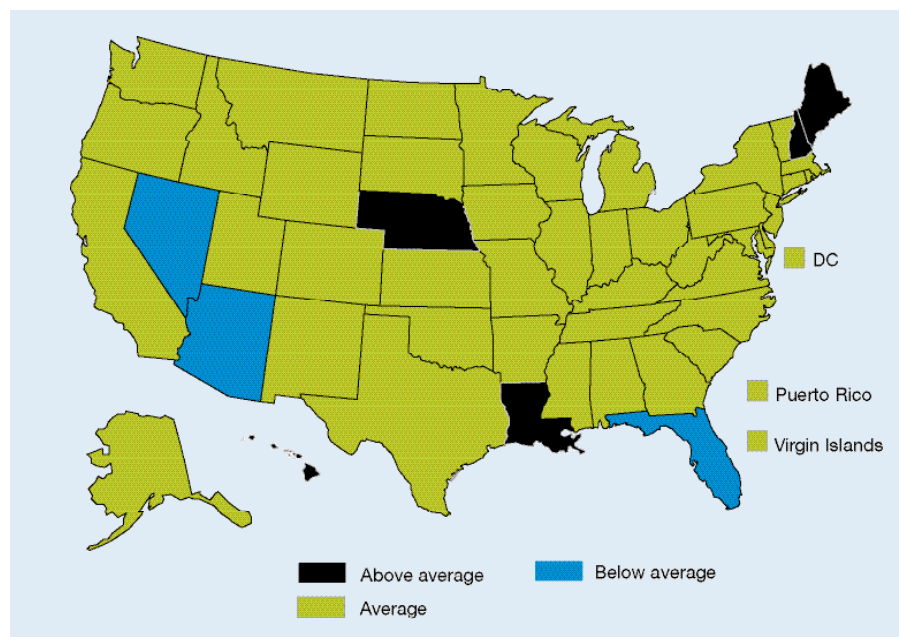 DC
Puerto Rico
Virgin Islands
Above average
Below average
Average